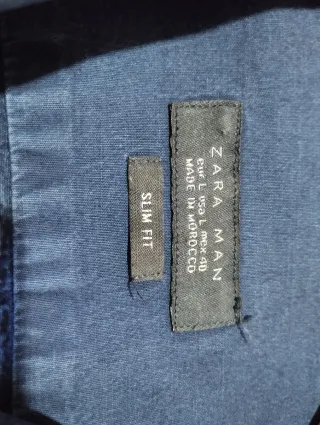 ZARA MAN
eur L usa L mex 40
MADE IN MOROCCO
SLIM FIT